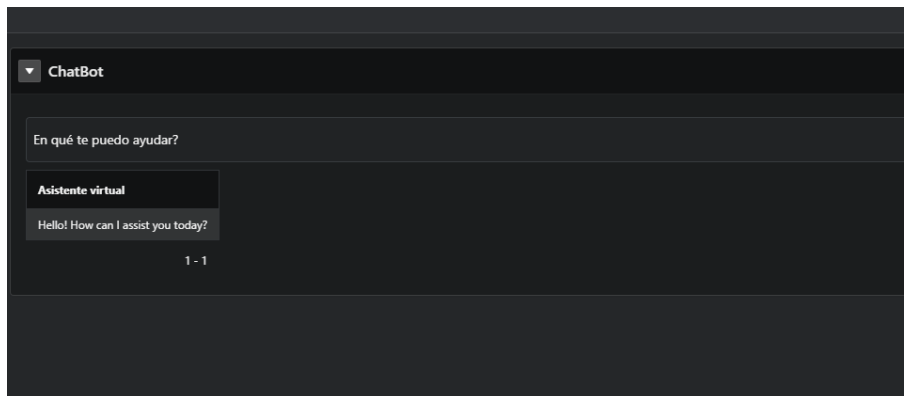 ChatBot
En qué te puedo ayudar?
Asistente virtual
Hello! How can I assist you today?
1 - 1